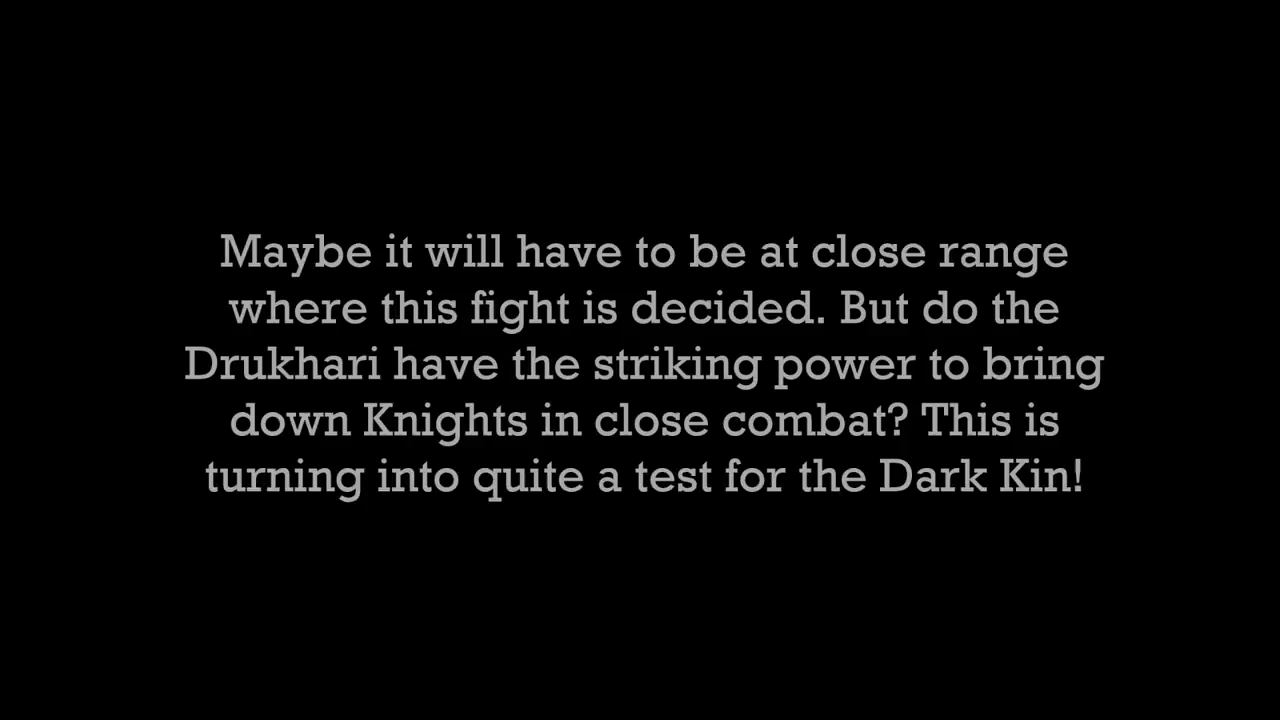 Maybe it will have to be at close range
where this fight is decided. But do the
Drukhari have the striking power to bring
down Knights in close combat? This is
turning into quite a test for the Dark Kin!